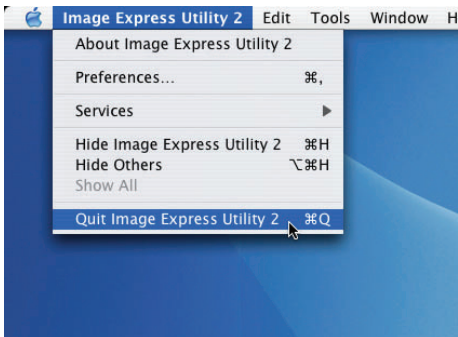 Image Express Utility 2 Edit Tools Window H
About Image Express Utility 2
Preferences... ⌘,
Services ▶
Hide Image Express Utility 2 ⌘H
Hide Others ⌥⌘H
Show All
Quit Image Express Utility 2 ⌘Q